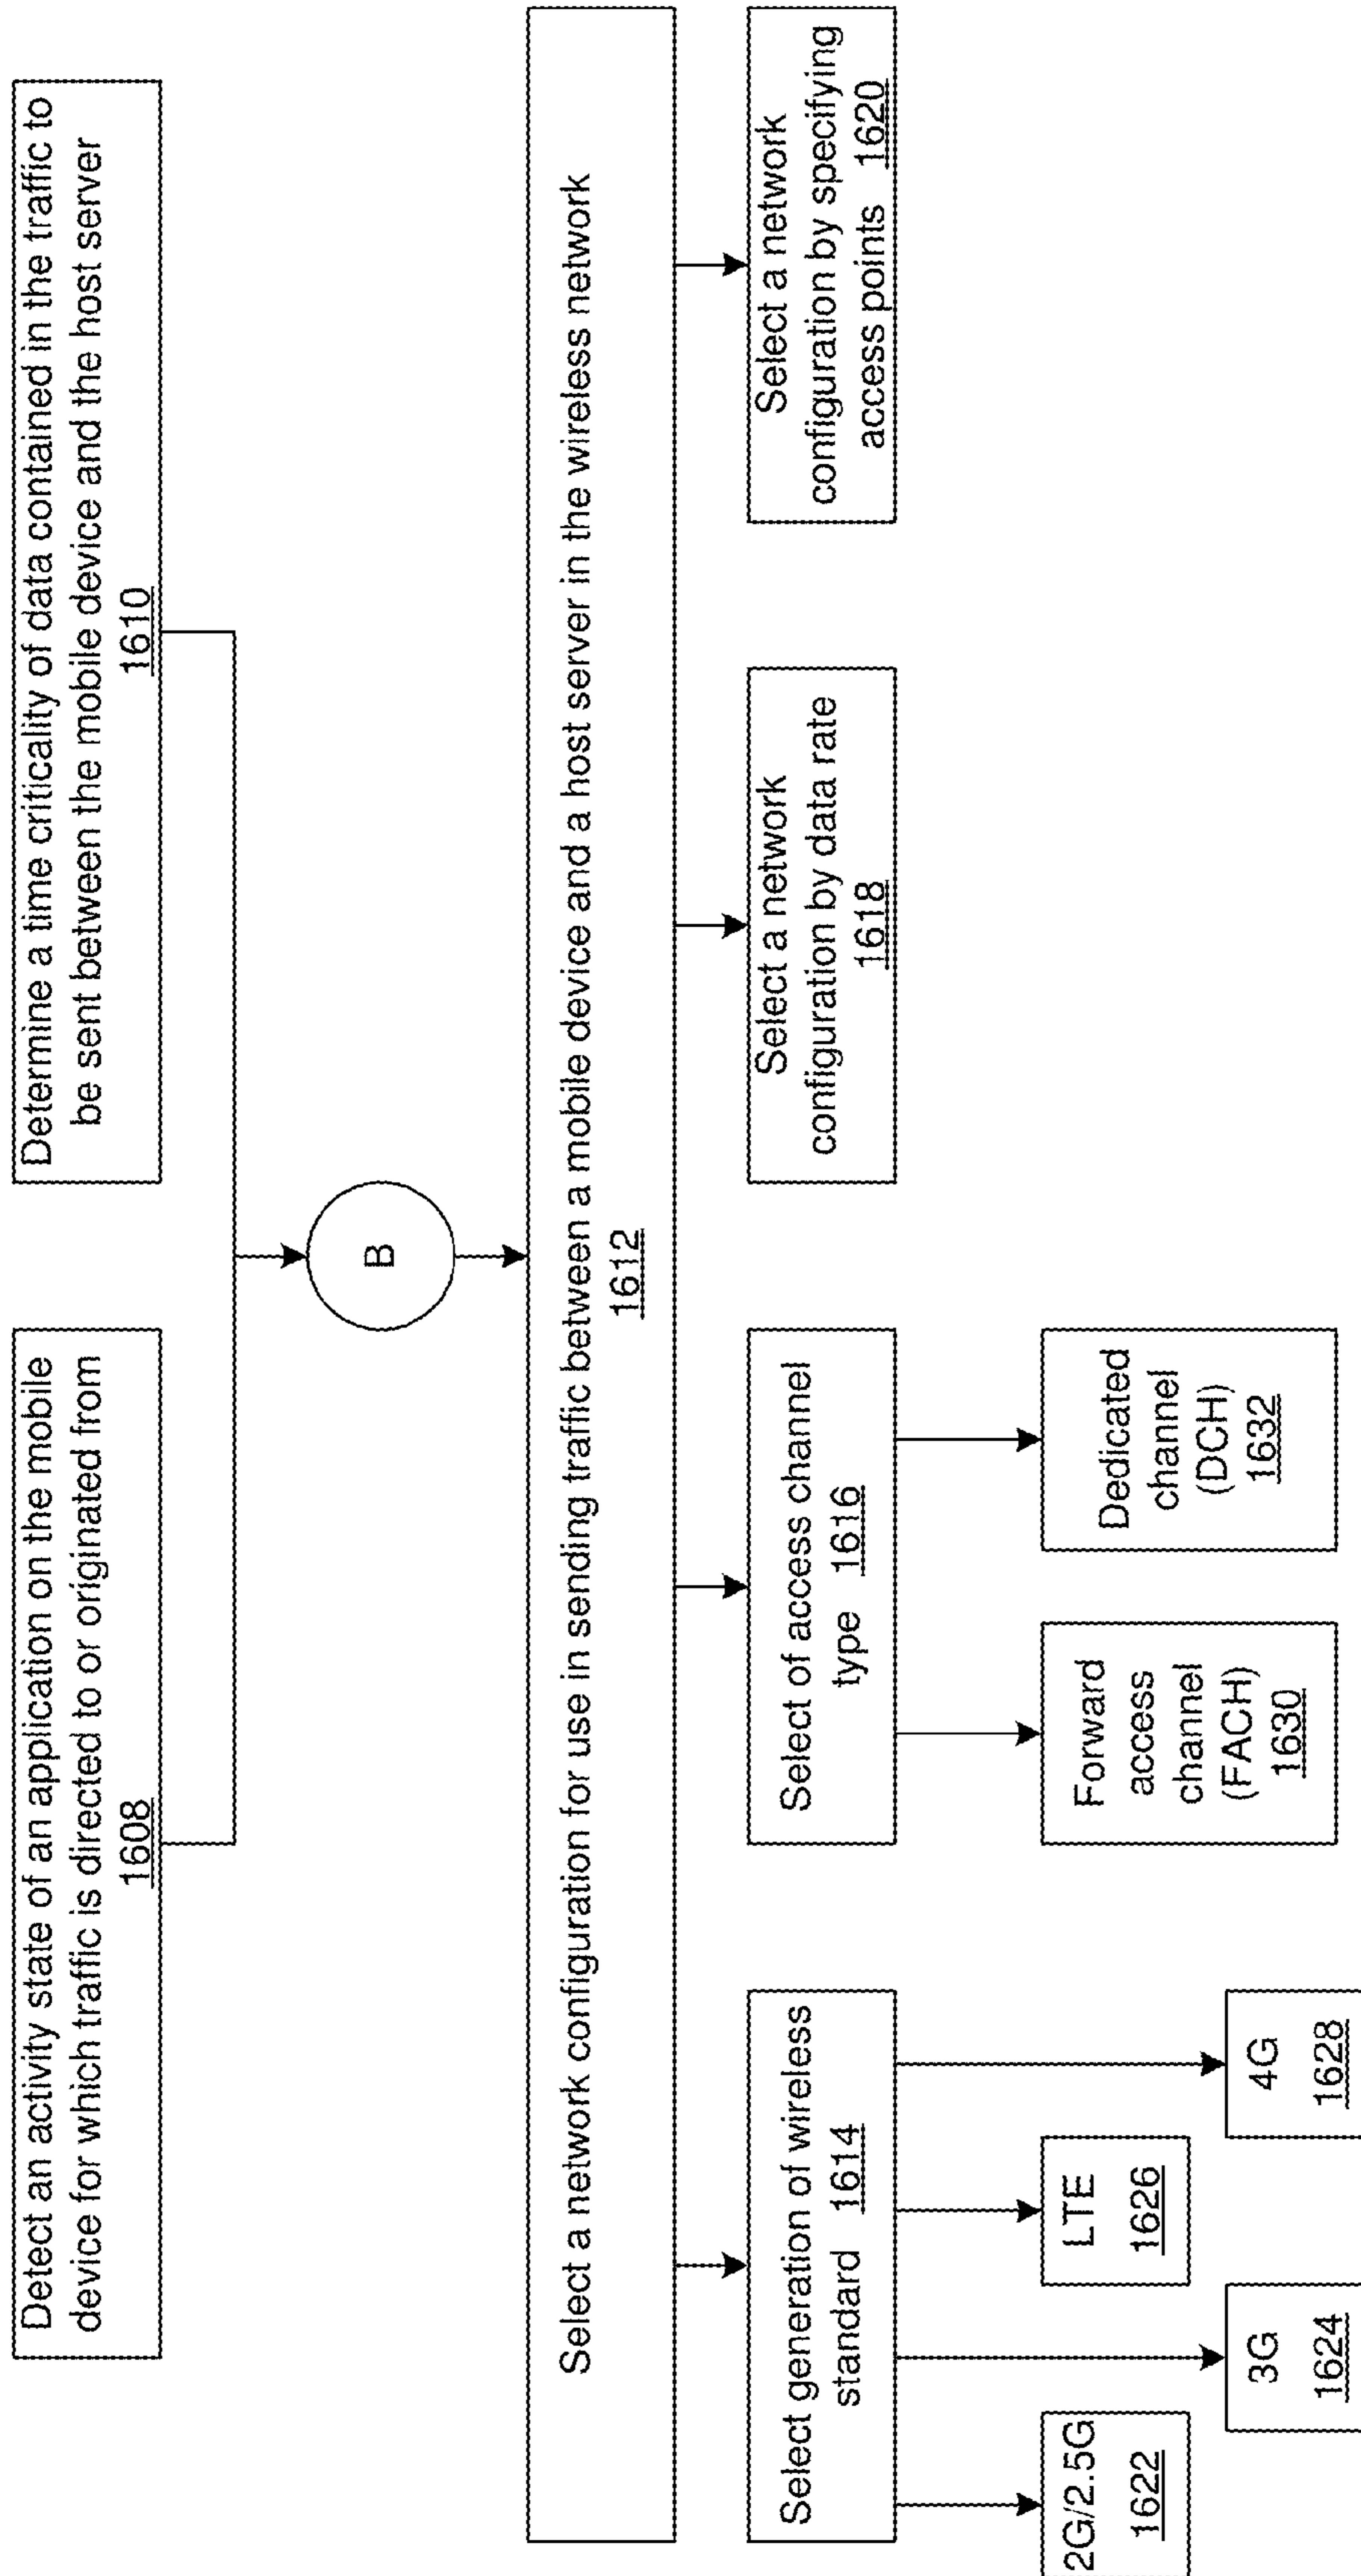 Detect an activity state of an application on the mobile
device for which traffic is directed to or originated from
1608
Determine a time criticality of data contained in the traffic to
be sent between the mobile device and the host server
1610
B
Select a network configuration for use in sending traffic between a mobile device and a host server in the wireless network
1612
Select generation of wireless
standard 1614
Select of access channel
type 1616
Select a network
configuration by data rate
1618
Select a network
configuration by specifying
access points 1620
2G/2.5G
1622
3G
1624
LTE
1626
4G
1628
Forward
access
channel
(FACH)
1630
Dedicated
channel
(DCH)
1632